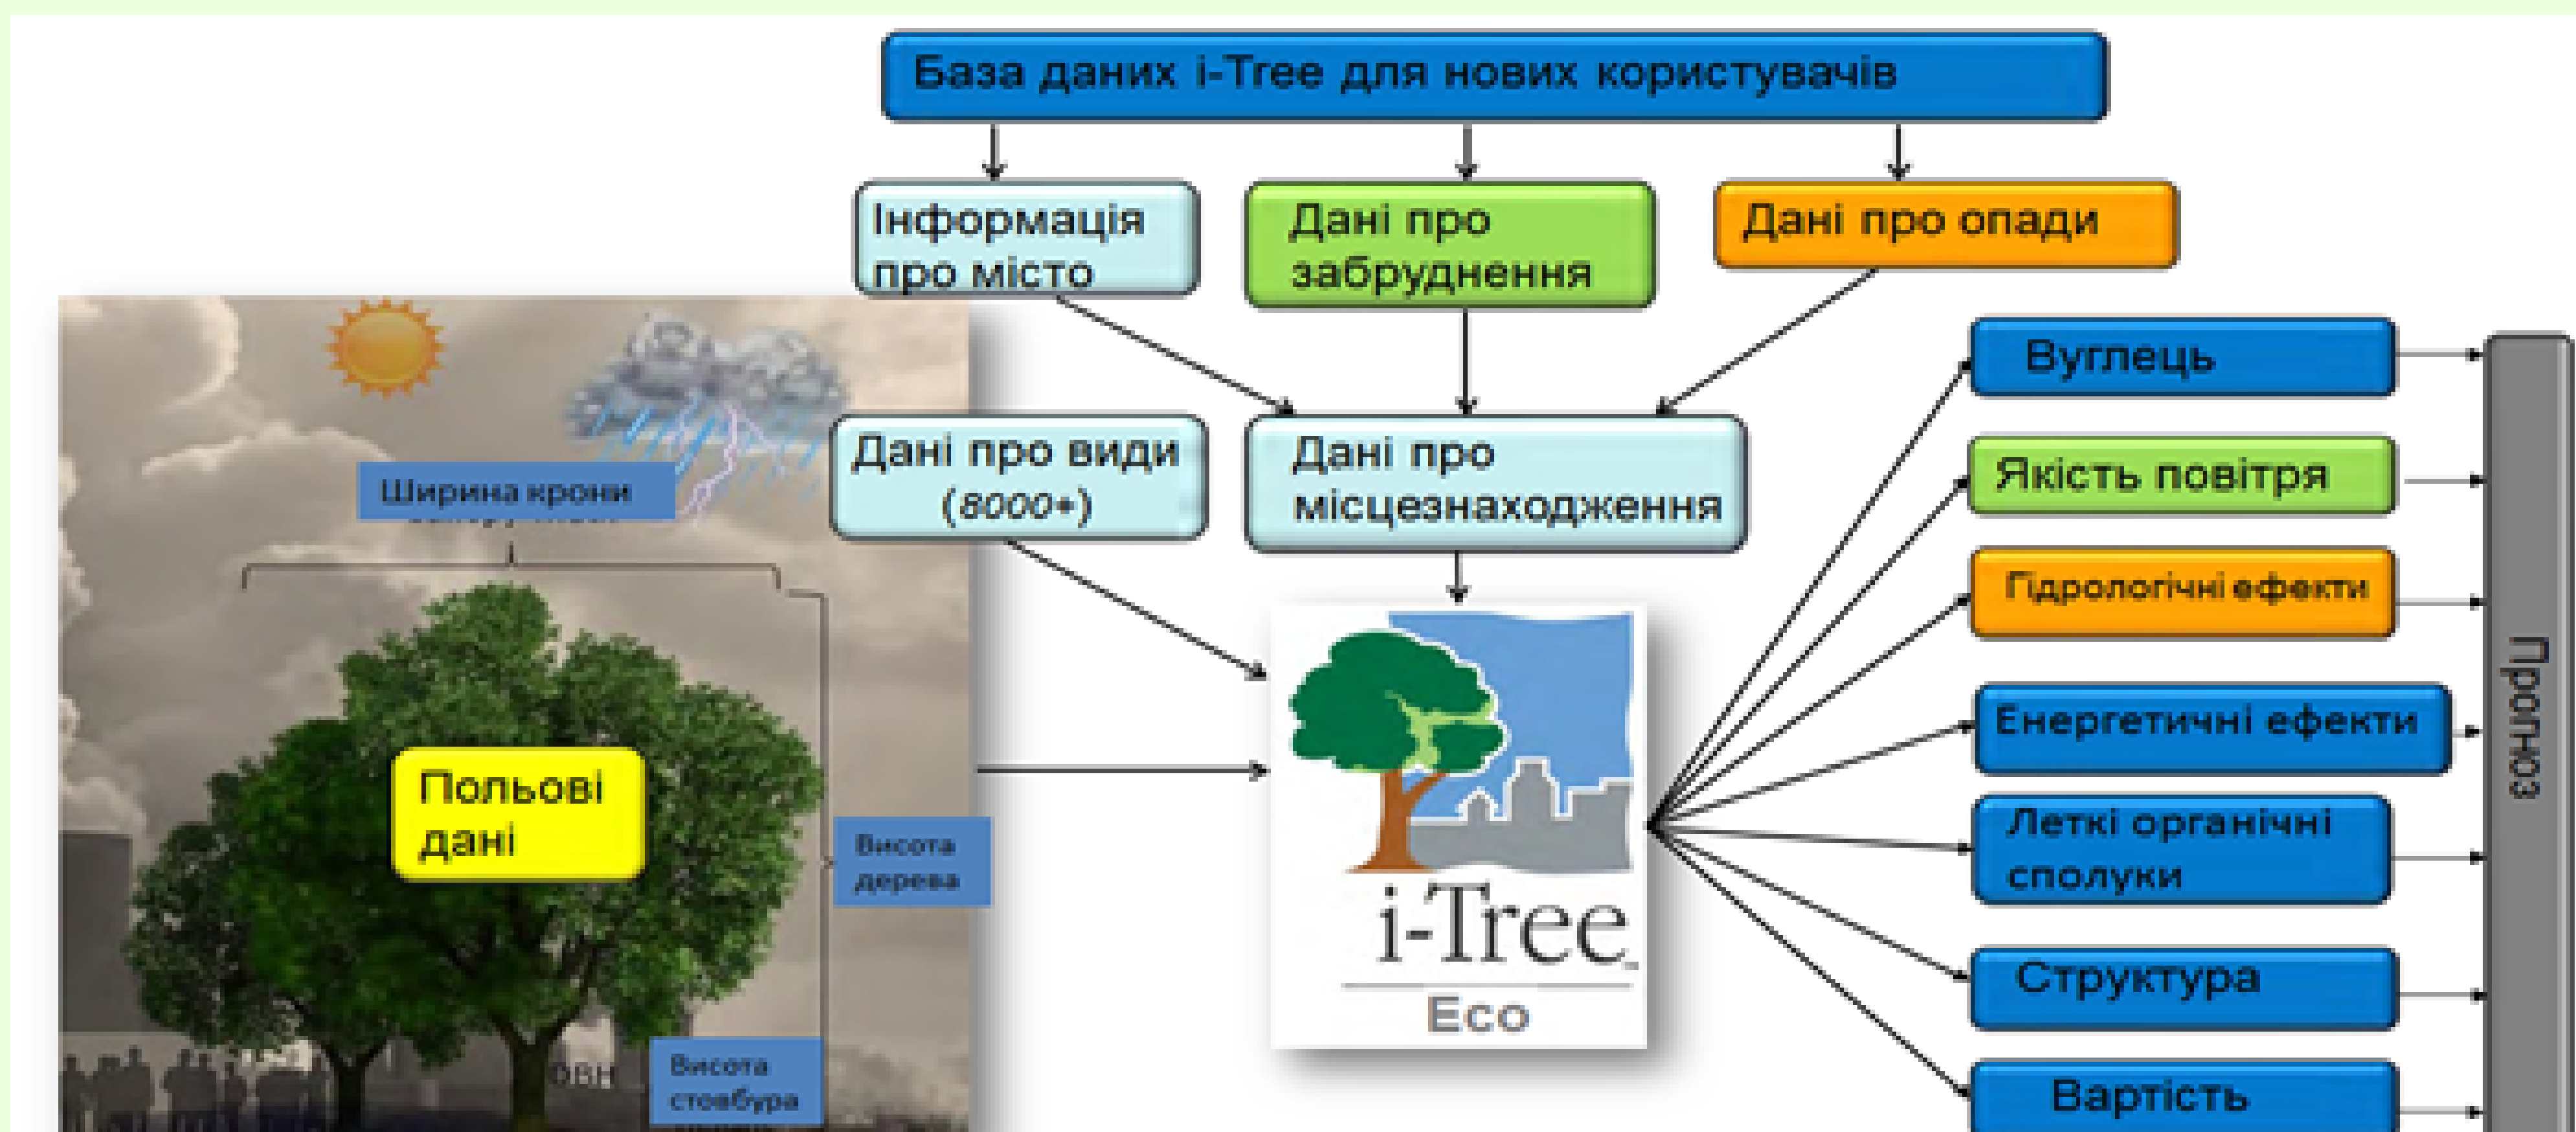 База даних i-Tree для нових користувачів
Інформація
про місто
Дані про
забруднення
Дані про опади
Дані про види
(8000+)
Дані про
місцезнаходження
Ширина крони
Польові
дані
Висота
дерева
Висота
стовбура
DBH
i-Tree
Eco
Вуглець
Якість повітря
Гідрологічні ефекти
Енергетичні ефекти
Леткі органічні
сполуки
Структура
Вартість
Прогноз